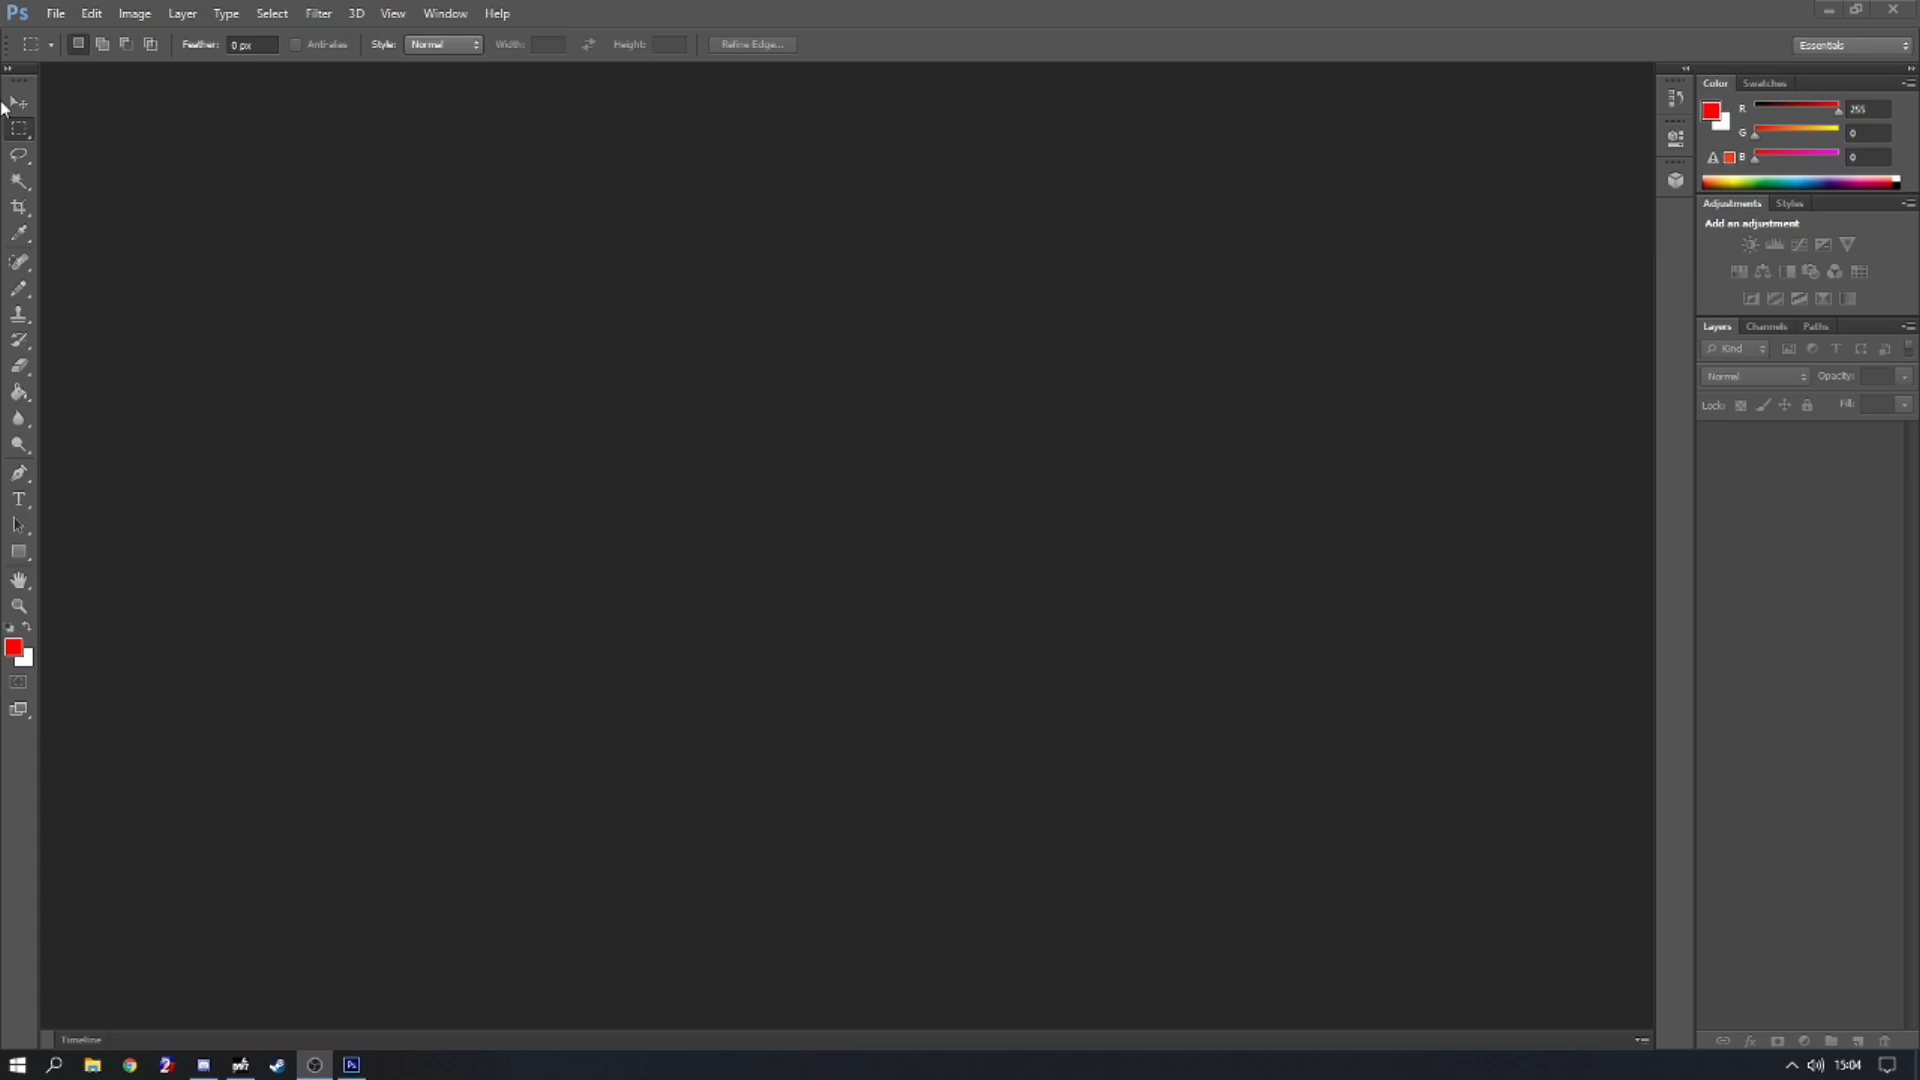 Ps File Edit Image Layer Type Select Filter 3D View Window Help
Feather: 0 px Anti-alias Style: Normal Width: Height: Refine Edge... Essentials
Color Swatches
R 255
G 0
B 0
Adjustments Styles
Add an adjustment
Layers Channels Paths
Kind T
Normal Opacity:
Lock: Fill:
T
fx
Timeline
Ps 15:04